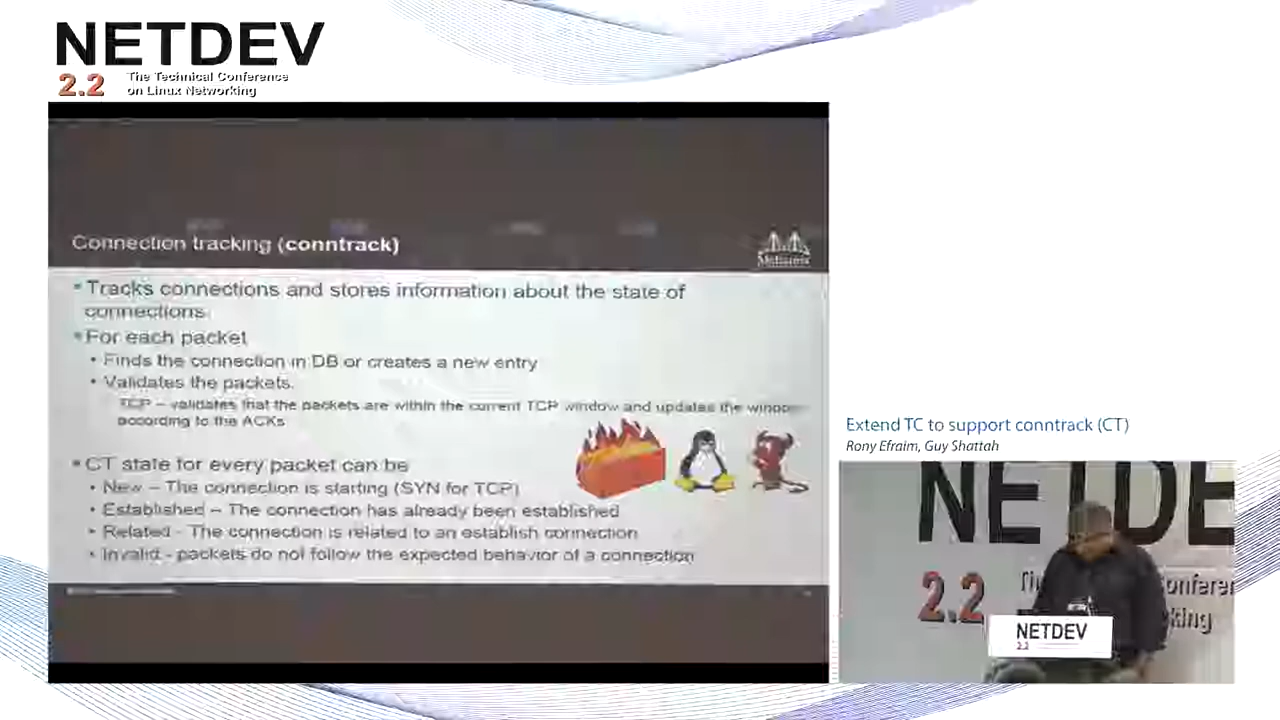 NETDEV
2.2 The Technical Conference
on Linux Networking
Connection tracking (conntrack)
Mellanox
Tracks connections and stores information about the state of
connections.
For each packet
Finds the connection in DB or creates a new entry
Validates the packets.
TCP – validates that the packets are within the current TCP window and updates the window
according to the ACKs
CT state for every packet can be
New – The connection is starting (SYN for TCP)
Established – The connection has already been established
Related - The connection is related to an establish connection
Invalid - packets do not follow the expected behavior of a connection
Extend TC to support conntrack (CT)
Rony Efraim, Guy Shattah
NETDE
2.2
onferen
king
NETDEV
2.2